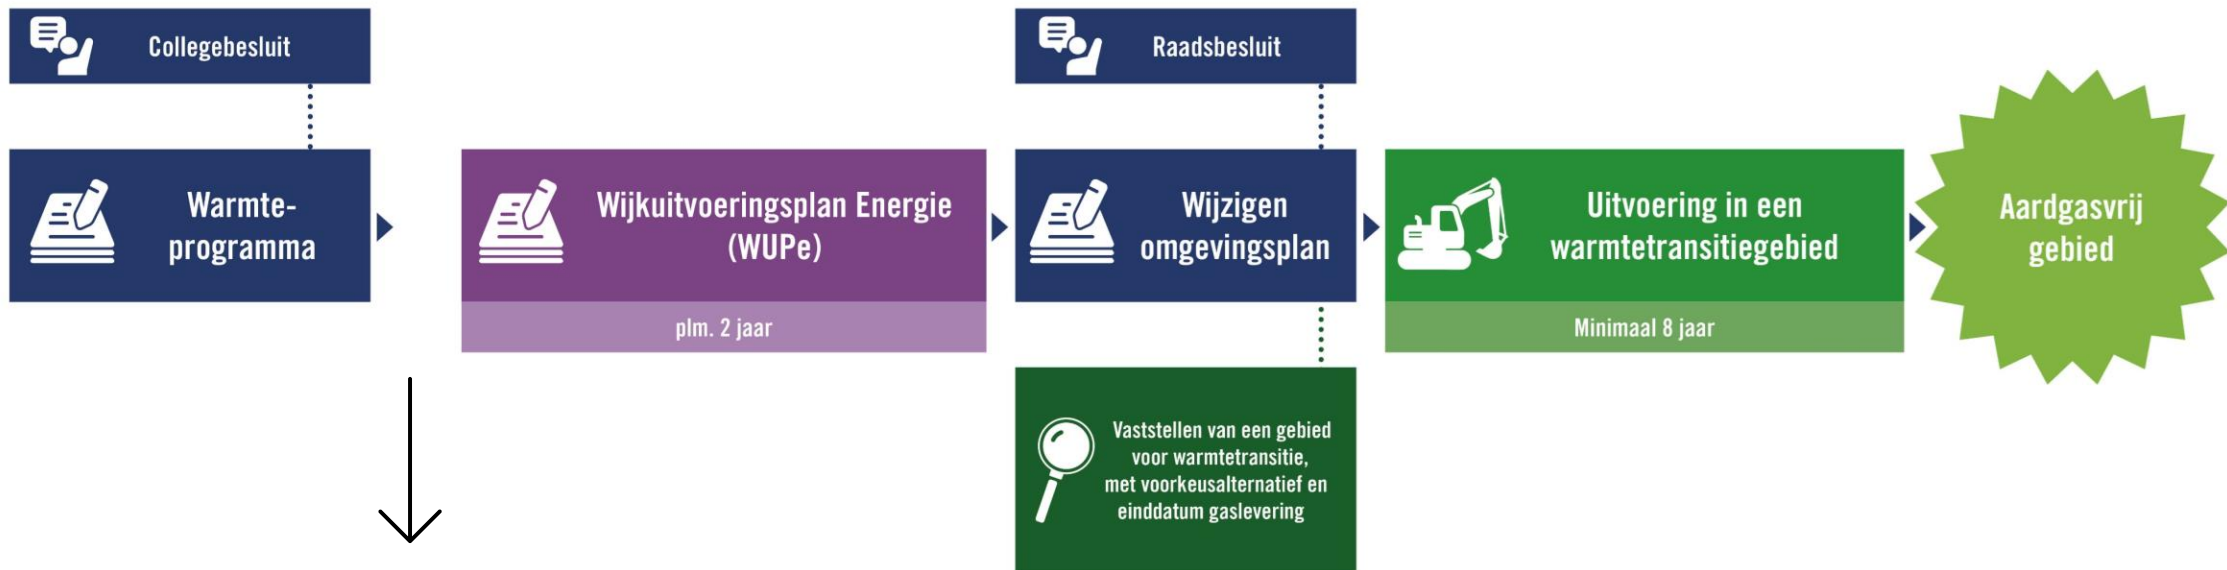 Collegebesluit
Raadsbesluit
Warmte-
programma
Wijkuitvoeringsplan Energie
(WUPe)
plm. 2 jaar
Wijzigen
omgevingsplan
Uitvoering in een
warmtetransitiegebied
Minimaal 8 jaar
Aardgasvrij
gebied
Vaststellen van een gebied
voor warmtetransitie,
met voorkeusalternatief en
einddatum gaslevering